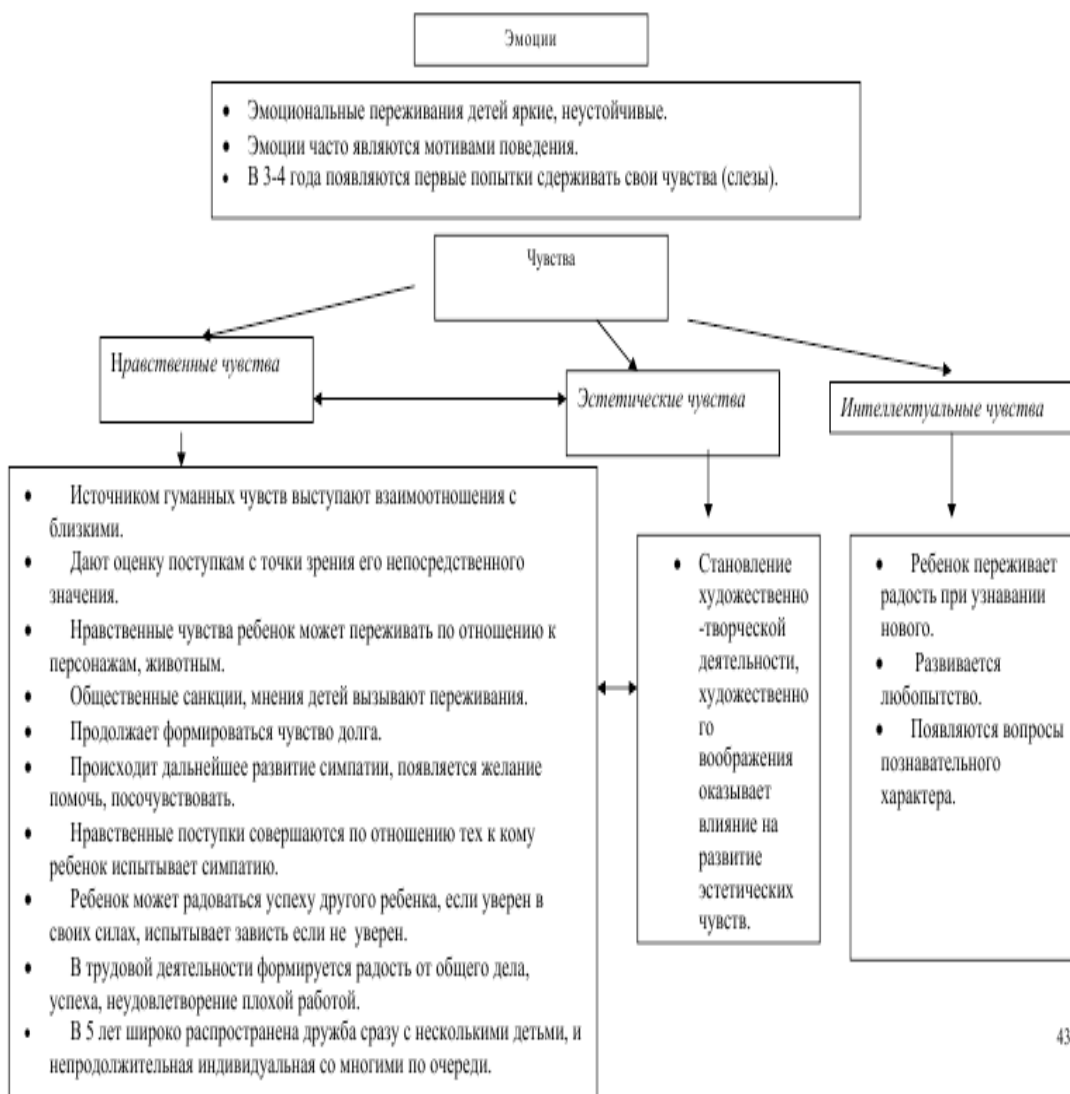 Эмоции
• Эмоциональные переживания детей яркие, неустойчивые.
• Эмоции часто являются мотивами поведения.
• В 3-4 года появляются первые попытки сдерживать свои чувства (слезы).
Чувства
Нравственные чувства
Эстетические чувства
Интеллектуальные чувства
• Источником гуманных чувств выступают взаимоотношения с
близкими.
• Дают оценку поступкам с точки зрения его непосредственного
значения.
• Нравственные чувства ребенок может переживать по отношению к
персонажам, животным.
• Общественные санкции, мнения детей вызывают переживания.
• Продолжает формироваться чувство долга.
• Происходит дальнейшее развитие симпатии, появляется желание
помочь, посочувствовать.
• Нравственные поступки совершаются по отношению тех к кому
ребенок испытывает симпатию.
• Ребенок может радоваться успеху другого ребенка, если уверен в
своих силах, испытывает зависть если не уверен.
• В трудовой деятельности формируется радость от общего дела,
успеха, неудовлетворение плохой работой.
• В 5 лет широко распространена дружба сразу с несколькими детьми, и
непродолжительная индивидуальная со многими по очереди.
• Становление
художественно
-творческой
деятельности,
художественно
го
воображения
оказывает
влияние на
развитие
эстетических
чувств.
• Ребенок переживает
радость при узнавании
нового.
• Развивается
любопытство.
• Появляются вопросы
познавательного
характера.
43